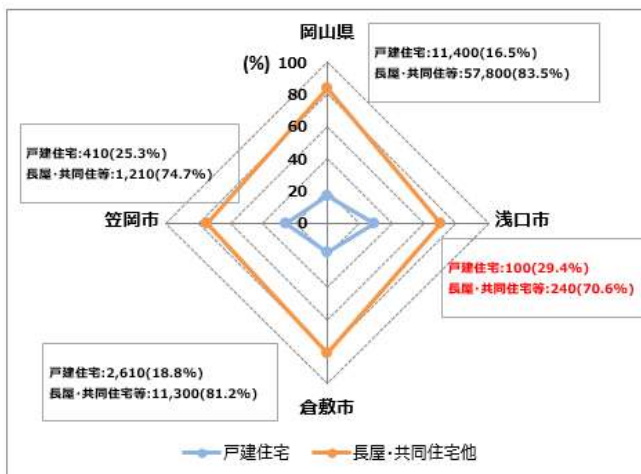 岡山県
(%)
100
80
60
40
20
0
戸建住宅:11,400(16.5%)
長屋・共同住等:57,800(83.5%)
戸建住宅:410(25.3%)
長屋・共同住等:1,210(74.7%)
笠岡市
浅口市
戸建住宅:100(29.4%)
長屋・共同住宅等:240(70.6%)
戸建住宅:2,610(18.8%)
長屋・共同住宅等:11,300(81.2%)
倉敷市
戸建住宅
長屋・共同住宅他